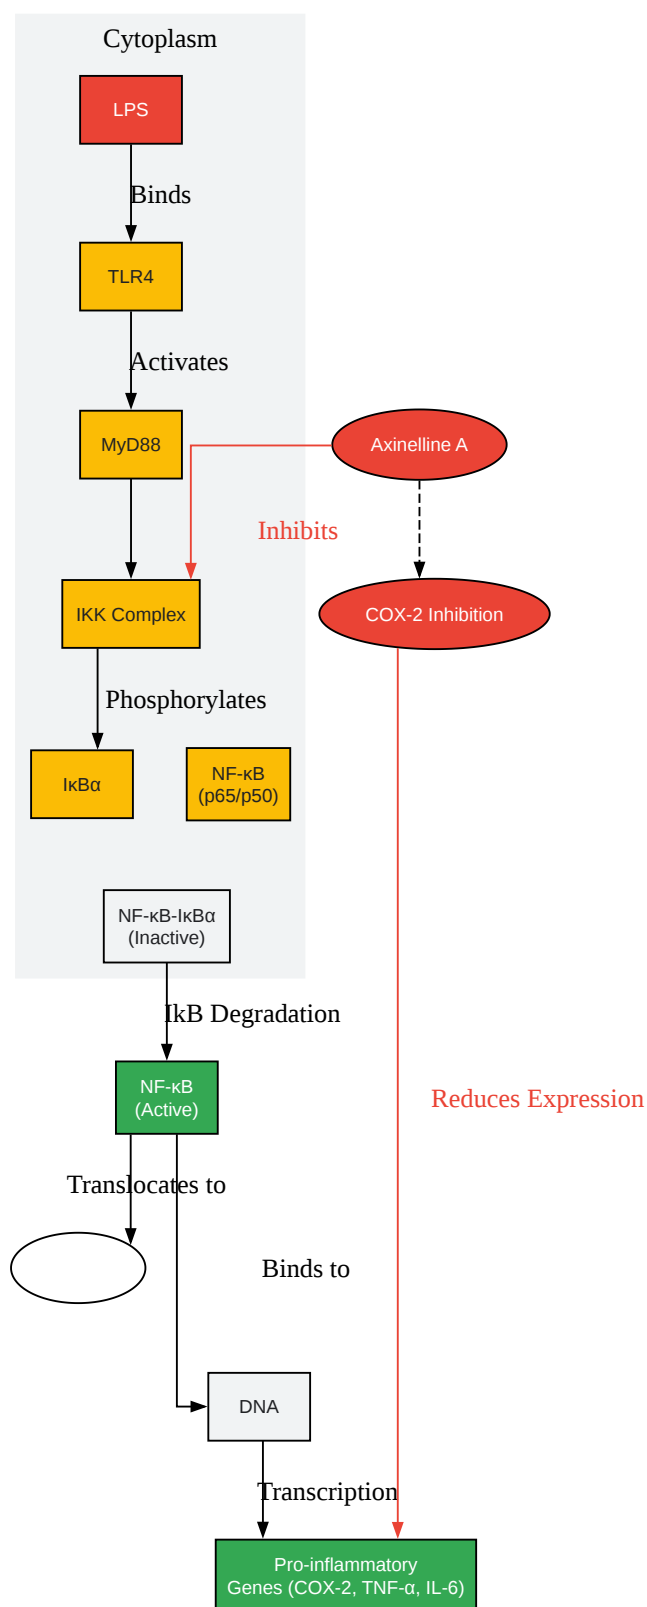 Cytoplasm
LPS
Binds
TLR4
Activates
MyD88
Axinelline A
Inhibits
IKK Complex
COX-2 Inhibition
Phosphorylates
IκBα
NF-κB
(p65/p50)
NF-κB-IκBα
(Inactive)
IkB Degradation
NF-κB
(Active)
Reduces Expression
Translocates to
Binds to
DNA
Transcription
Pro-inflammatory
Genes (COX-2, TNF-α, IL-6)